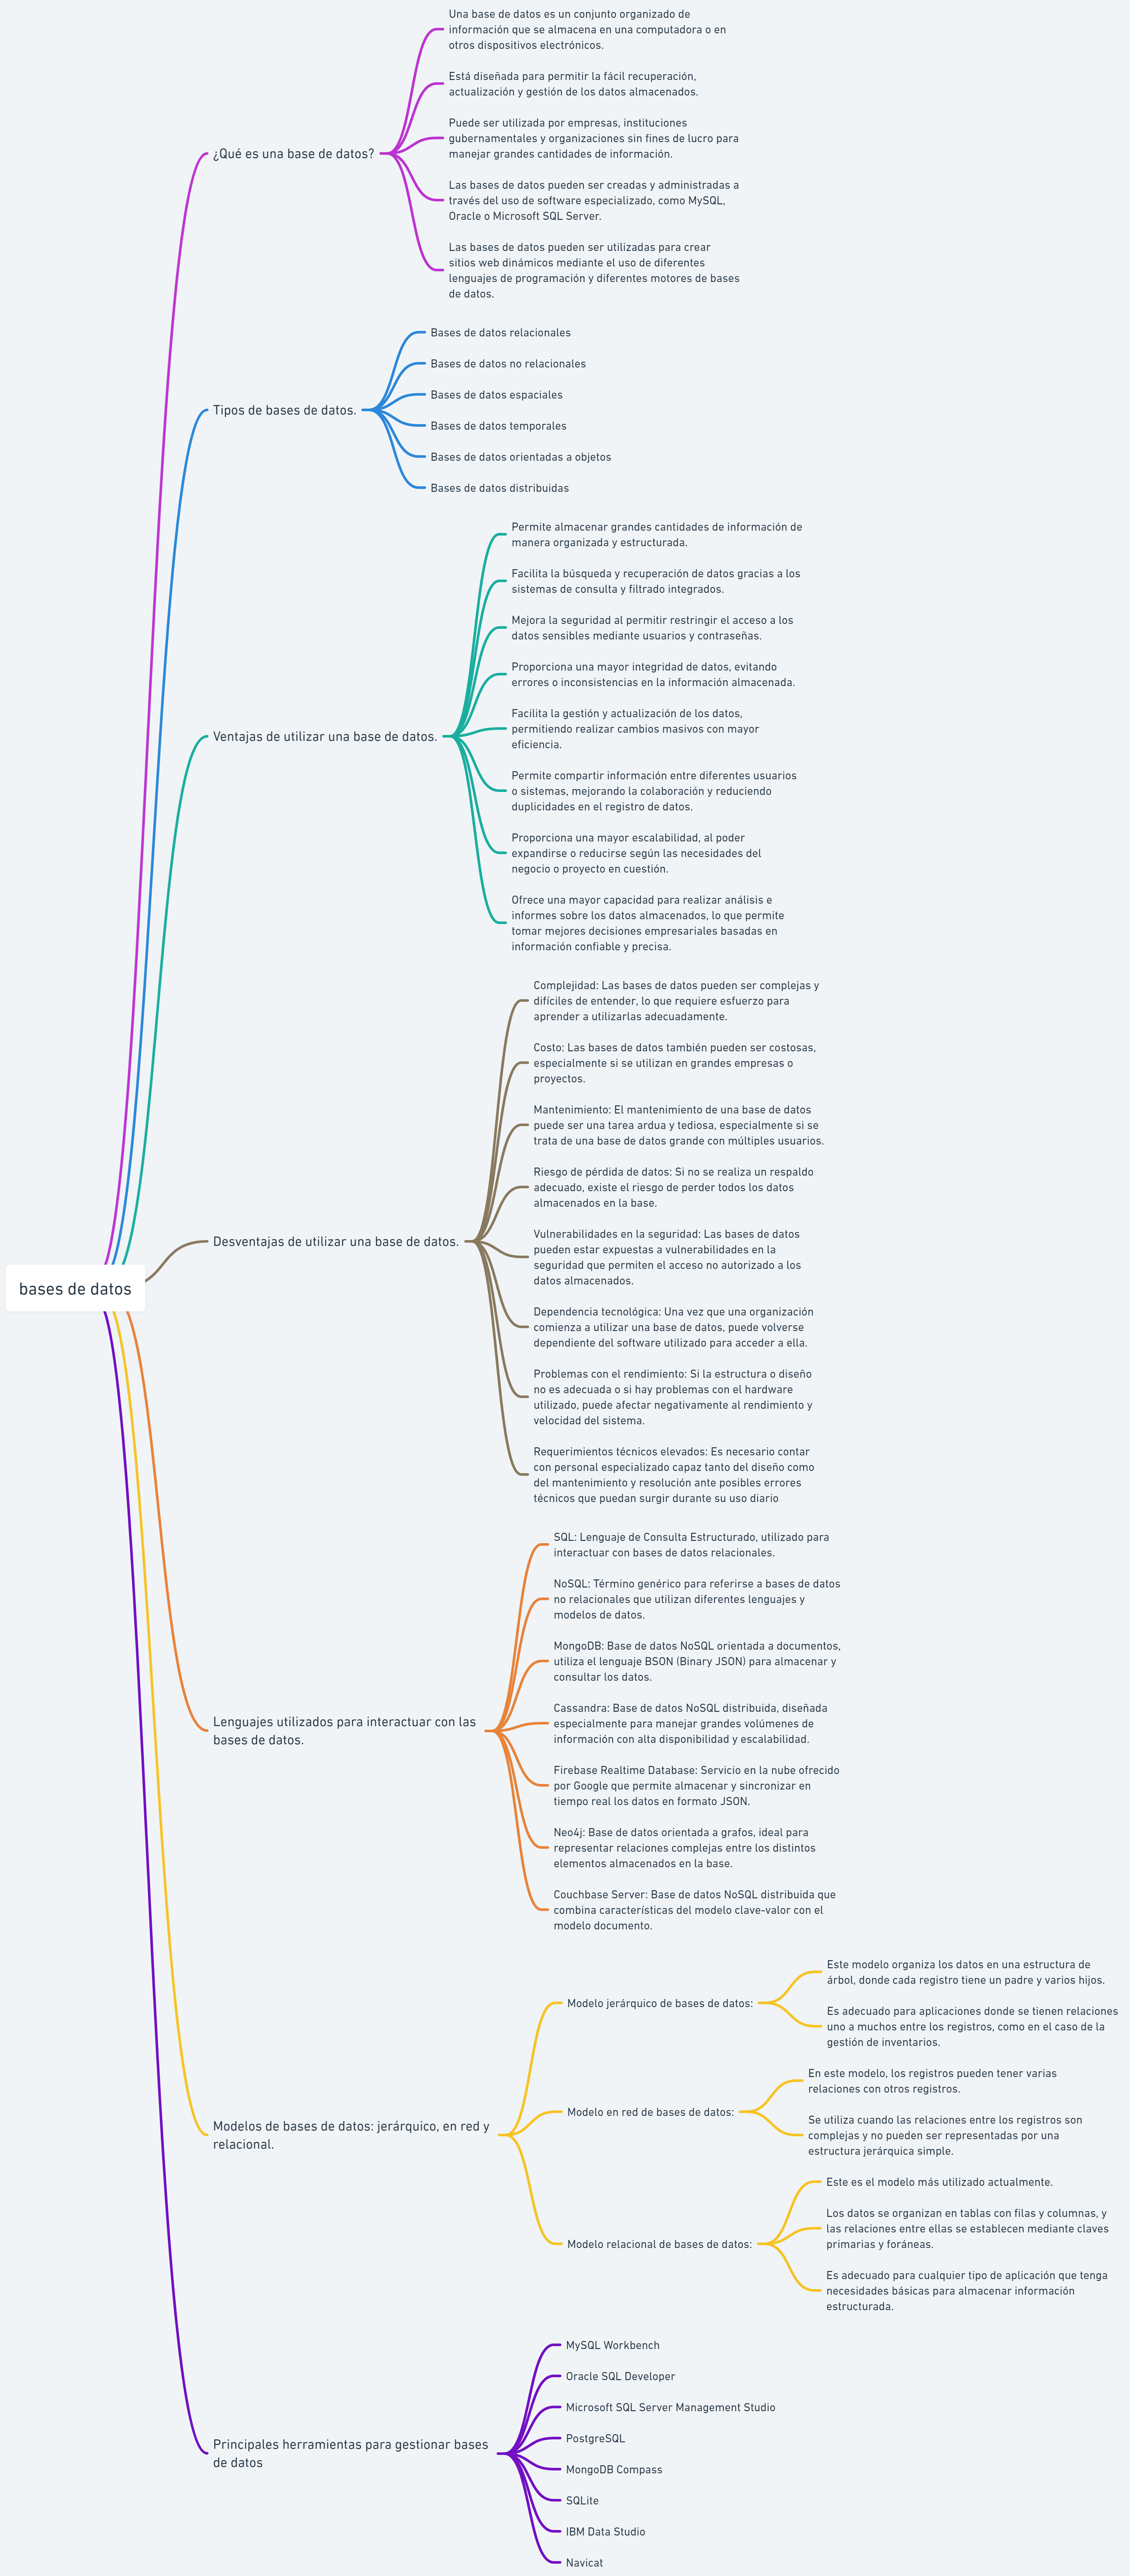 Una base de datos es un conjunto organizado de
información que se almacena en una computadora o en
otros dispositivos electrónicos.
Está diseñada para permitir la fácil recuperación,
actualización y gestión de los datos almacenados.
Puede ser utilizada por empresas, instituciones
gubernamentales y organizaciones sin fines de lucro para
manejar grandes cantidades de información.
¿Qué es una base de datos?
Las bases de datos pueden ser creadas y administradas a
través del uso de software especializado, como MySQL,
Oracle o Microsoft SQL Server.
Las bases de datos pueden ser utilizadas para crear
sitios web dinámicos mediante el uso de diferentes
lenguajes de programación y diferentes motores de bases
de datos.
Bases de datos relacionales
Bases de datos no relacionales
Bases de datos espaciales
Tipos de bases de datos.
Bases de datos temporales
Bases de datos orientadas a objetos
Bases de datos distribuidas
Permite almacenar grandes cantidades de información de
manera organizada y estructurada.
Facilita la búsqueda y recuperación de datos gracias a los
sistemas de consulta y filtrado integrados.
Mejora la seguridad al permitir restringir el acceso a los
datos sensibles mediante usuarios y contraseñas.
Proporciona una mayor integridad de datos, evitando
errores o inconsistencias en la información almacenada.
Ventajas de utilizar una base de datos.
Facilita la gestión y actualización de los datos,
permitiendo realizar cambios masivos con mayor
eficiencia.
Permite compartir información entre diferentes usuarios
o sistemas, mejorando la colaboración y reduciendo
duplicidades en el registro de datos.
Proporciona una mayor escalabilidad, al poder
expandirse o reducirse según las necesidades del
negocio o proyecto en cuestión.
Ofrece una mayor capacidad para realizar análisis e
informes sobre los datos almacenados, lo que permite
tomar mejores decisiones empresariales basadas en
información confiable y precisa.
Complejidad: Las bases de datos pueden ser complejas y
difíciles de entender, lo que requiere esfuerzo para
aprender a utilizarlas adecuadamente.
Costo: Las bases de datos también pueden ser costosas,
especialmente si se utilizan en grandes empresas o
proyectos.
Mantenimiento: El mantenimiento de una base de datos
puede ser una tarea ardua y tediosa, especialmente si se
trata de una base de datos grande con múltiples usuarios.
Riesgo de pérdida de datos: Si no se realiza un respaldo
adecuado, existe el riesgo de perder todos los datos
almacenados en la base.
Desventajas de utilizar una base de datos.
Vulnerabilidades en la seguridad: Las bases de datos
pueden estar expuestas a vulnerabilidades en la
seguridad que permiten el acceso no autorizado a los
datos almacenados.
bases de datos
Dependencia tecnológica: Una vez que una organización
comienza a utilizar una base de datos, puede volverse
dependiente del software utilizado para acceder a ella.
Problemas con el rendimiento: Si la estructura o diseño
no es adecuada o si hay problemas con el hardware
utilizado, puede afectar negativamente al rendimiento y
velocidad del sistema.
Requerimientos técnicos elevados: Es necesario contar
con personal especializado capaz tanto del diseño como
del mantenimiento y resolución ante posibles errores
técnicos que puedan surgir durante su uso diario
SQL: Lenguaje de Consulta Estructurado, utilizado para
interactuar con bases de datos relacionales.
NoSQL: Término genérico para referirse a bases de datos
no relacionales que utilizan diferentes lenguajes y
modelos de datos.
MongoDB: Base de datos NoSQL orientada a documentos,
utiliza el lenguaje BSON (Binary JSON) para almacenar y
consultar los datos.
Lenguajes utilizados para interactuar con las
bases de datos.
Cassandra: Base de datos NoSQL distribuida, diseñada
especialmente para manejar grandes volúmenes de
información con alta disponibilidad y escalabilidad.
Firebase Realtime Database: Servicio en la nube ofrecido
por Google que permite almacenar y sincronizar en
tiempo real los datos en formato JSON.
Neo4j: Base de datos orientada a grafos, ideal para
representar relaciones complejas entre los distintos
elementos almacenados en la base.
Couchbase Server: Base de datos NoSQL distribuida que
combina características del modelo clave-valor con el
modelo documento.
Modelos de bases de datos: jerárquico, en red y
relacional.
Modelo jerárquico de bases de datos:
Este modelo organiza los datos en una estructura de
árbol, donde cada registro tiene un padre y varios hijos.
Es adecuado para aplicaciones donde se tienen relaciones
uno a muchos entre los registros, como en el caso de la
gestión de inventarios.
Modelo en red de bases de datos:
En este modelo, los registros pueden tener varias
relaciones con otros registros.
Se utiliza cuando las relaciones entre los registros son
complejas y no pueden ser representadas por una
estructura jerárquica simple.
Modelo relacional de bases de datos:
Este es el modelo más utilizado actualmente.
Los datos se organizan en tablas con filas y columnas, y
las relaciones entre ellas se establecen mediante claves
primarias y foráneas.
Es adecuado para cualquier tipo de aplicación que tenga
necesidades básicas para almacenar información
estructurada.
Principales herramientas para gestionar bases
de datos
MySQL Workbench
Oracle SQL Developer
Microsoft SQL Server Management Studio
PostgreSQL
MongoDB Compass
SQLite
IBM Data Studio
Navicat